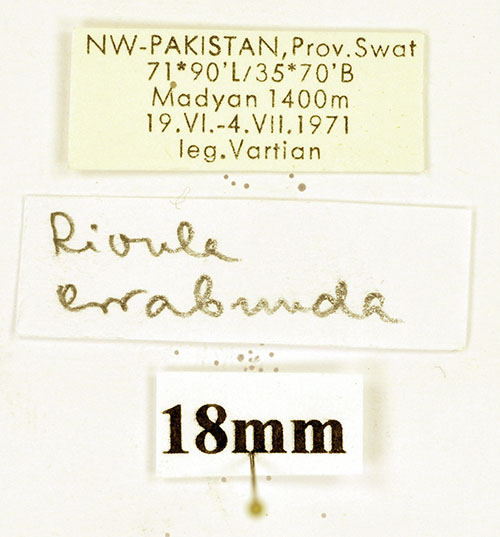 NW-PAKISTAN,Prov.Swat
71*90'L/35*70'B
Madyan 1400m
19.VI.-4.VII.1971
leg.Vartian
Rivula
errabunda
18mm